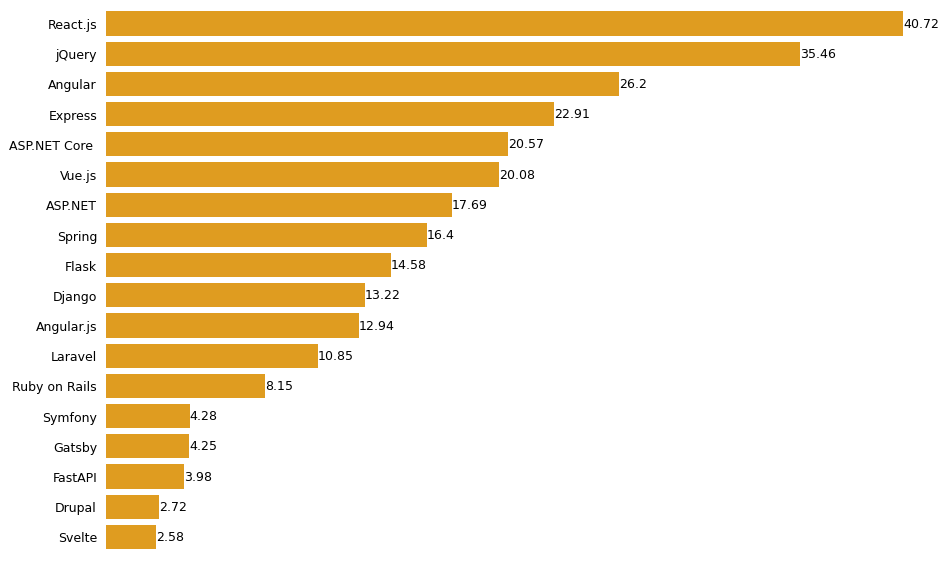 React.js 40.72
jQuery 35.46
Angular 26.2
Express 22.91
ASP.NET Core 20.57
Vue.js 20.08
ASP.NET 17.69
Spring 16.4
Flask 14.58
Django 13.22
Angular.js 12.94
Laravel 10.85
Ruby on Rails 8.15
Symfony 4.28
Gatsby 4.25
FastAPI 3.98
Drupal 2.72
Svelte 2.58